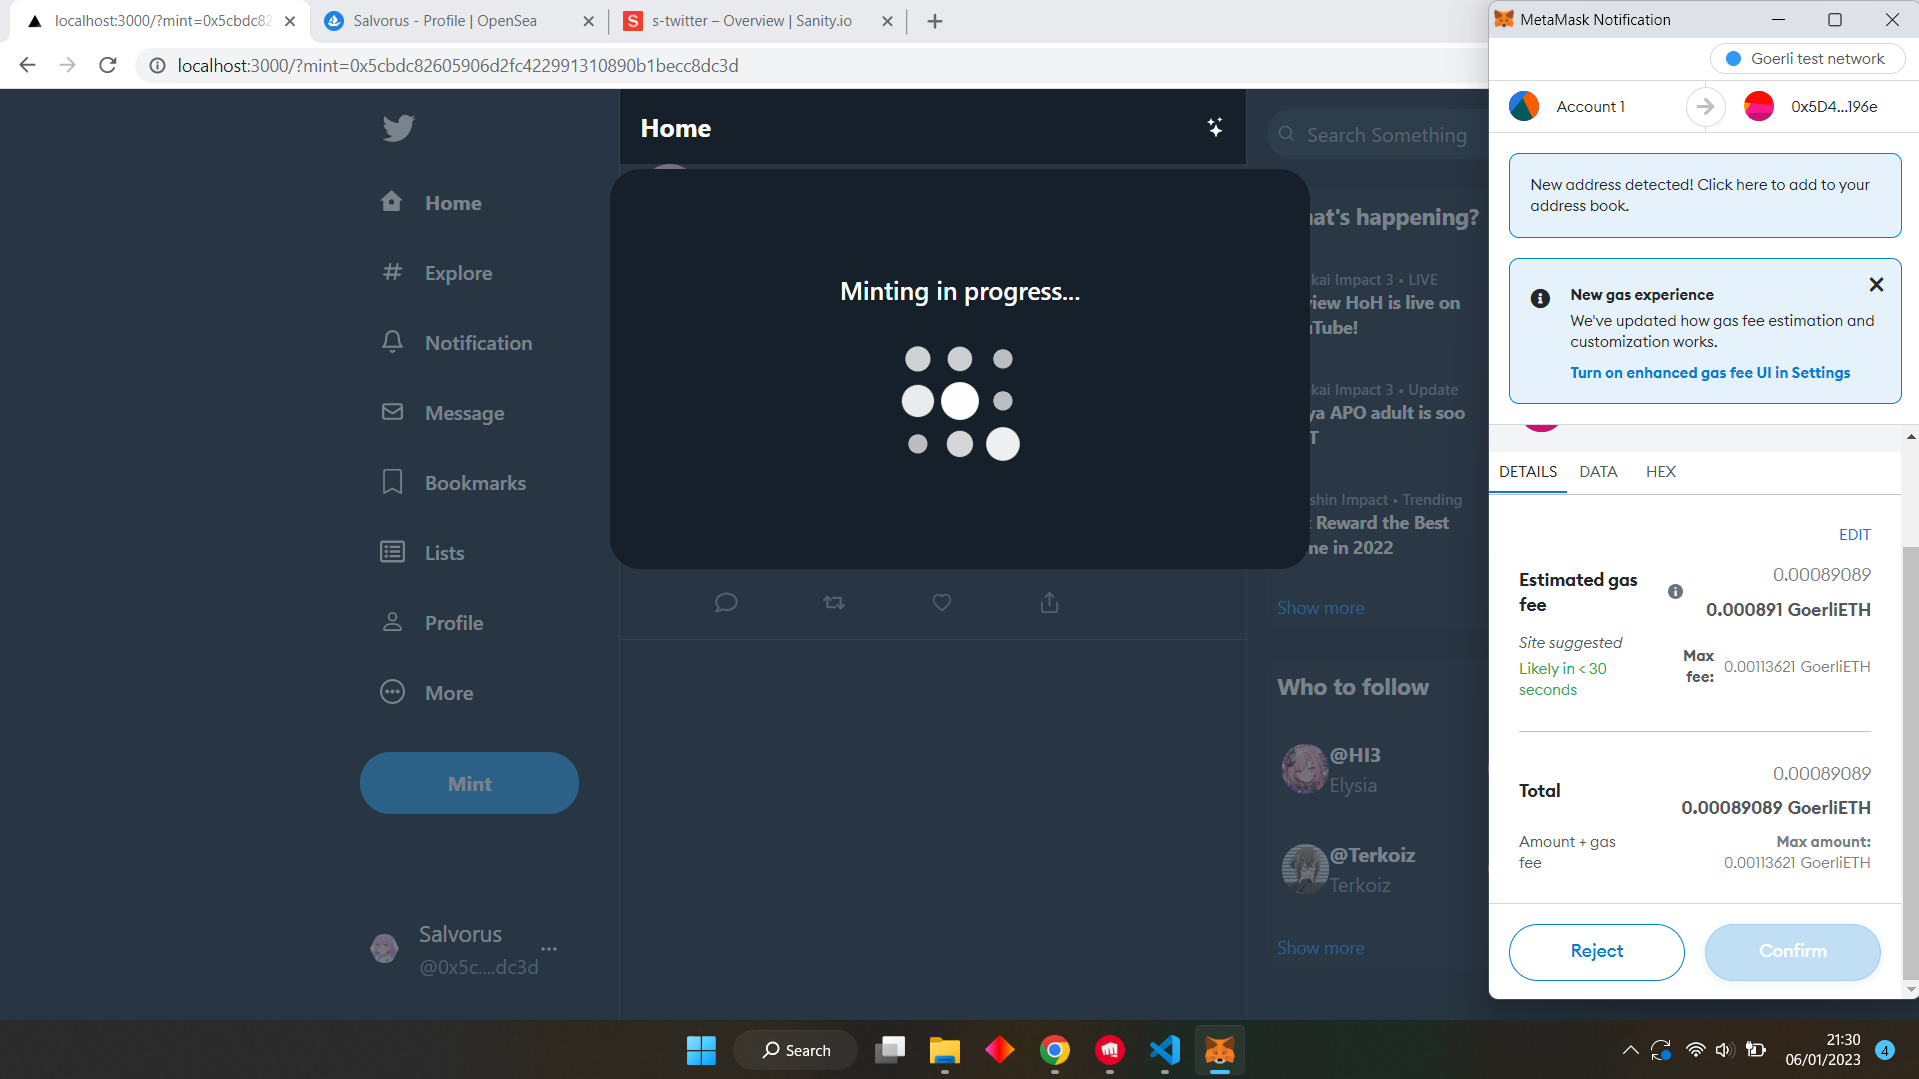 localhost:3000/?mint=0x5cbdc82
Salvorus - Profile | OpenSea
S
s-twitter – Overview | Sanity.io
localhost:3000/?mint=0x5cbdc82605906d2fc422991310890b1becc8dc3d
Home
Explore
Notification
Message
Bookmarks
Lists
Profile
More
Mint
Salvorus
@0x5c....dc3d
Home
Minting in progress...
Search Something
at's happening?
kai Impact 3 • LIVE
iew HoH is live on
uTube!
kai Impact 3 • Update
ya APO adult is soo
T
shin Impact • Trending
: Reward the Best
me in 2022
Show more
Who to follow
@HI3
Elysia
@Terkoiz
Terkoiz
Show more
MetaMask Notification
Goerli test network
Account 1
0x5D4...196e
New address detected! Click here to add to your
address book.
New gas experience
We've updated how gas fee estimation and
customization works.
Turn on enhanced gas fee UI in Settings
DETAILS DATA HEX
EDIT
Estimated gas
fee
0.00089089
0.000891 GoerliETH
Site suggested
Likely in < 30
seconds
Max
fee:
0.00113621 GoerliETH
Total
0.00089089
0.00089089 GoerliETH
Amount + gas
fee
Max amount:
0.00113621 GoerliETH
Reject
Confirm
Search
21:30
06/01/2023
4